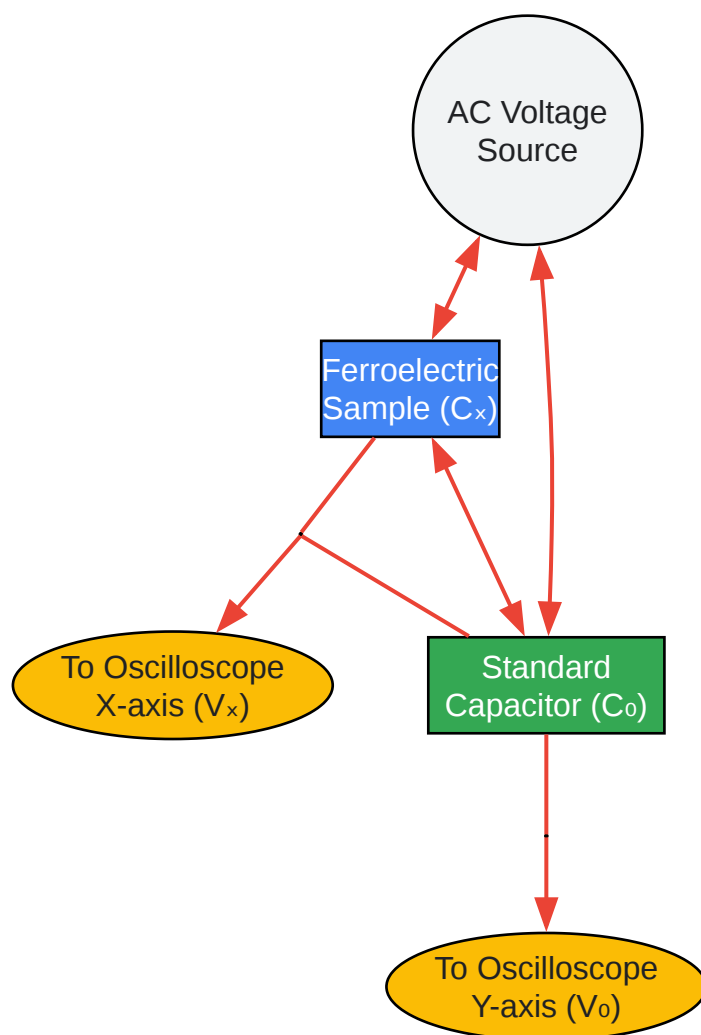 AC Voltage
Source
Ferroelectric
Sample (Cₓ)
To Oscilloscope
X-axis (Vₓ)
Standard
Capacitor (C₀)
To Oscilloscope
Y-axis (V₀)